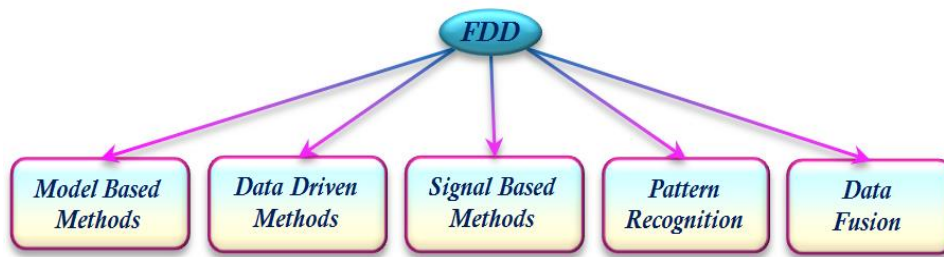 FDD
Model Based
Methods
Data Driven
Methods
Signal Based
Methods
Pattern
Recognition
Data
Fusion